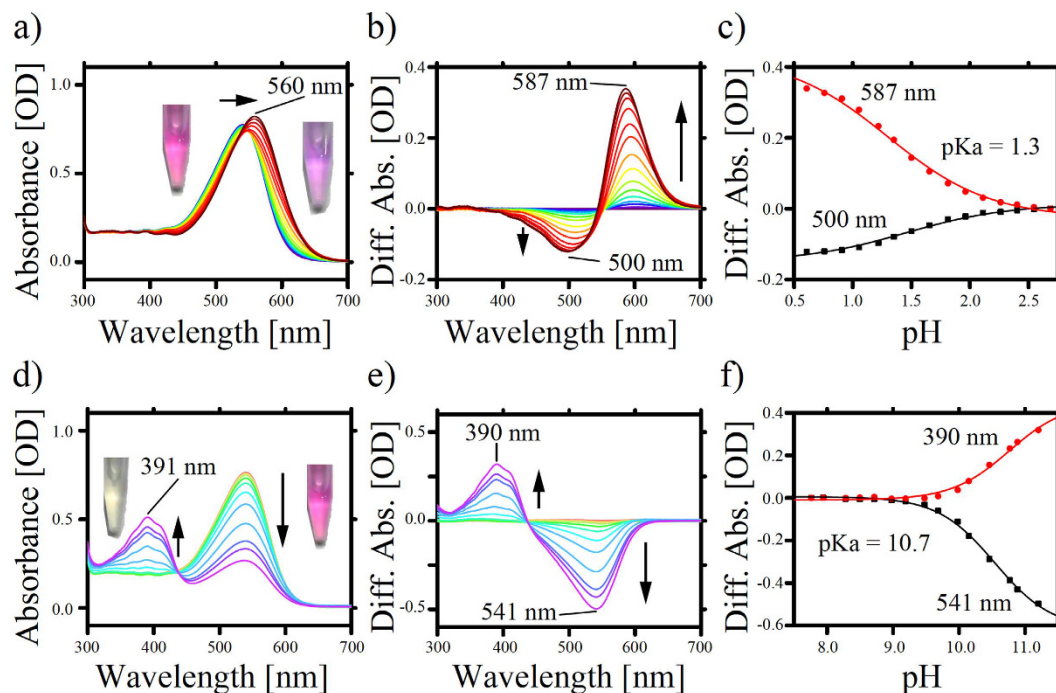 a)
b)
c)
Absorbance [OD]
1.0
0.5
0.0
560 nm
300 400 500 600 700
Wavelength [nm]
Diff. Abs. [OD]
0.4
0.2
0.0
-0.2
587 nm
500 nm
300 400 500 600 700
Wavelength [nm]
Diff. Abs. [OD]
0.4
0.2
0.0
-0.2
587 nm
pKa = 1.3
500 nm
0.5 1.0 1.5 2.0 2.5
pH
d)
e)
f)
Absorbance [OD]
1.0
0.5
0.0
391 nm
300 400 500 600 700
Wavelength [nm]
Diff. Abs. [OD]
0.5
0.0
-0.5
390 nm
541 nm
300 400 500 600 700
Wavelength [nm]
Diff. Abs. [OD]
0.4
0.2
0.0
-0.2
-0.4
-0.6
390 nm
pKa = 10.7
541 nm
8.0 9.0 10.0 11.0
pH